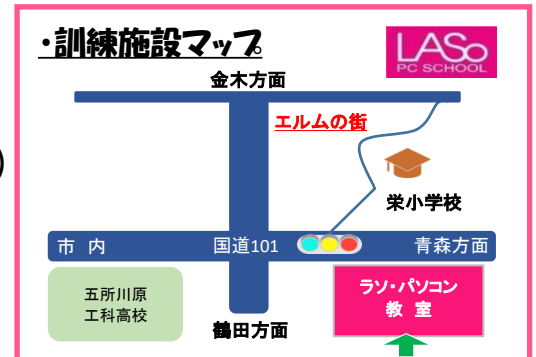 ・訓練施設マップ
LASo
PC SCHOOL
金木方面
エルムの街
栄小学校
市 内
国道101
青森方面
五所川原
工科高校
ラソ・パソコン
教 室
鶴田方面
)